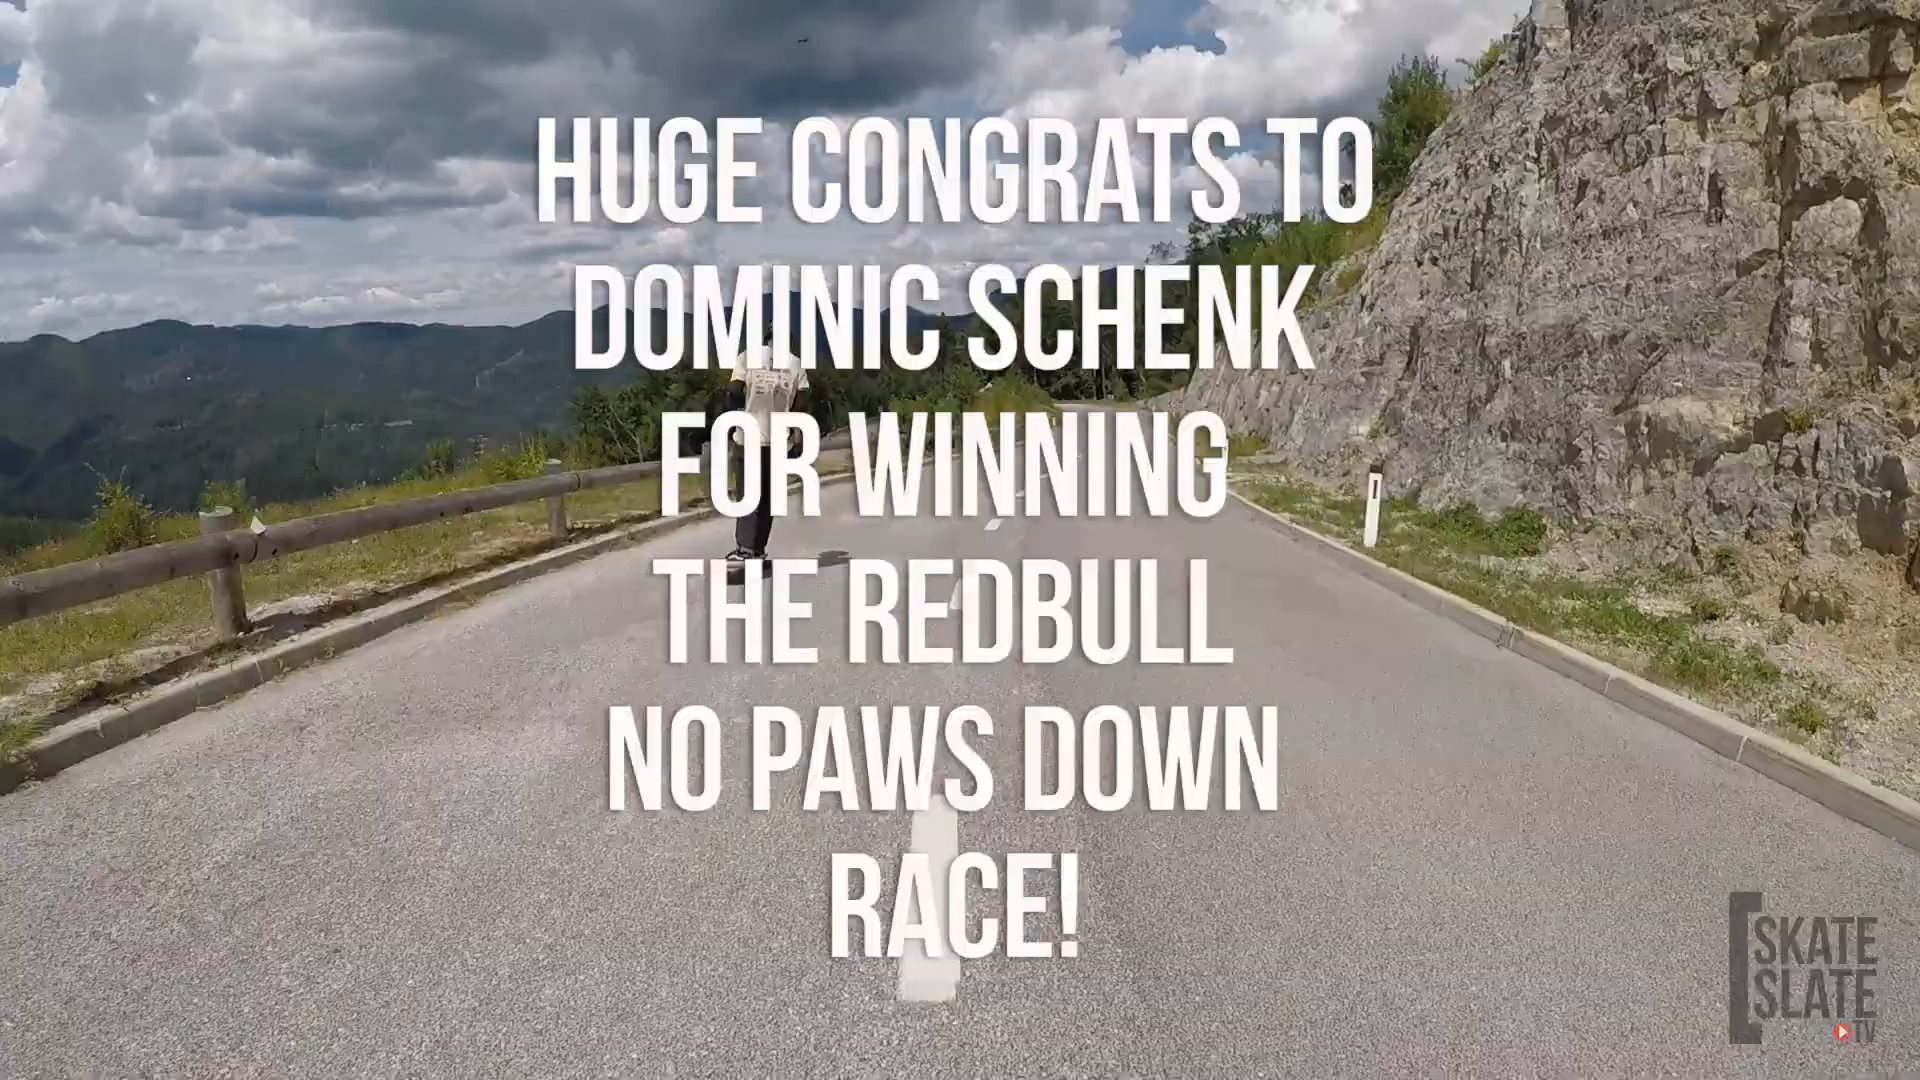 HUGE CONGRATS TO
DOMINIC SCHENK
FOR WINNING
THE REDBULL
NO PAWS DOWN
RACE!
SKATE
SLATE
TV